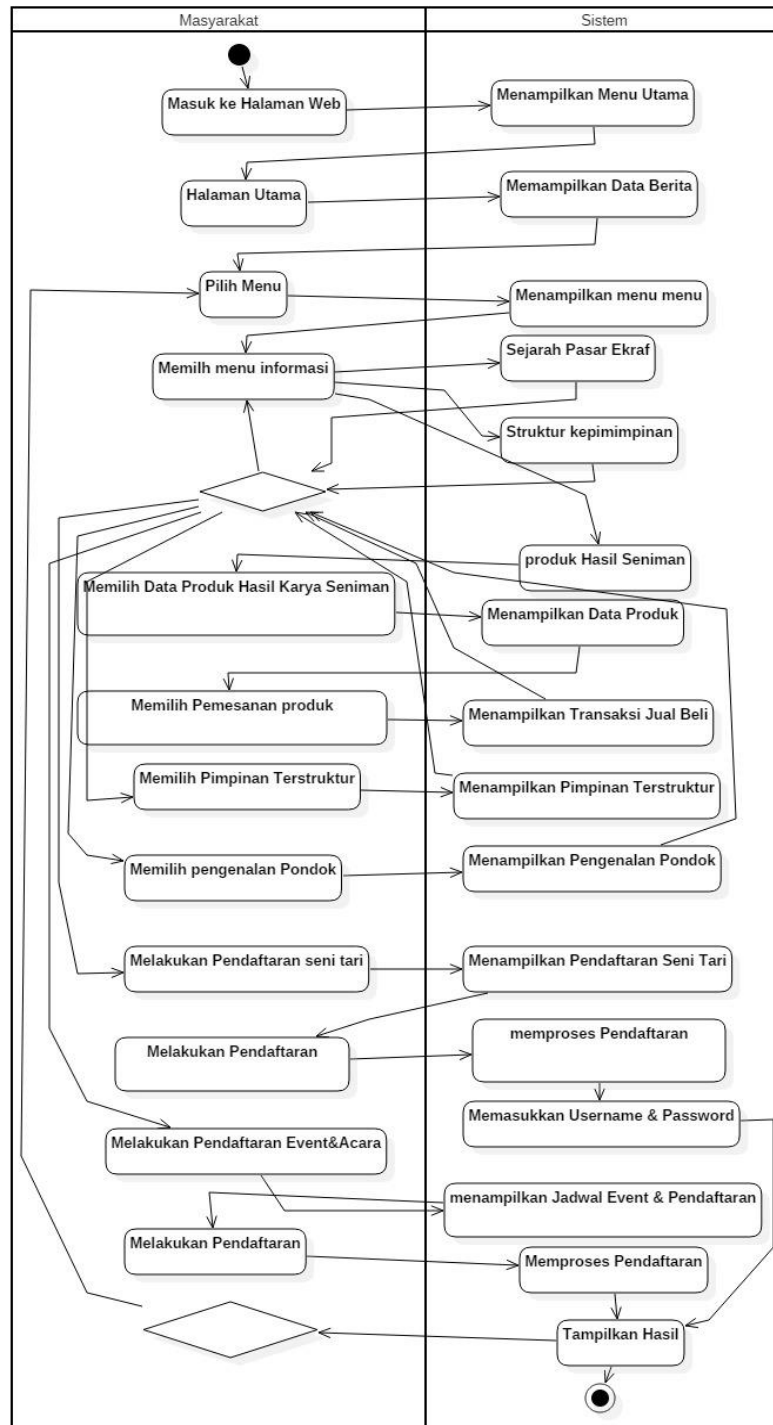 Masyarakat
Sistem
Masuk ke Halaman Web
Menampilkan Menu Utama
Halaman Utama
Memampilkan Data Berita
Pilih Menu
Menampilkan menu menu
Memilh menu informasi
Sejarah Pasar Ekraf
Struktur kepimimpinan
produk Hasil Seniman
Memilih Data Produk Hasil Karya Seniman
Menampilkan Data Produk
Memilih Pemesanan produk
Menampilkan Transaksi Jual Beli
Memilih Pimpinan Terstruktur
Menampilkan Pimpinan Terstruktur
Memilih pengenalan Pondok
Menampilkan Pengenalan Pondok
Melakukan Pendaftaran seni tari
Menampilkan Pendaftaran Seni Tari
Melakukan Pendaftaran
memproses Pendaftaran
Memasukkan Username & Password
Melakukan Pendaftaran Event&Acara
menampilkan Jadwal Event & Pendaftaran
Melakukan Pendaftaran
Memproses Pendaftaran
Tampilkan Hasil